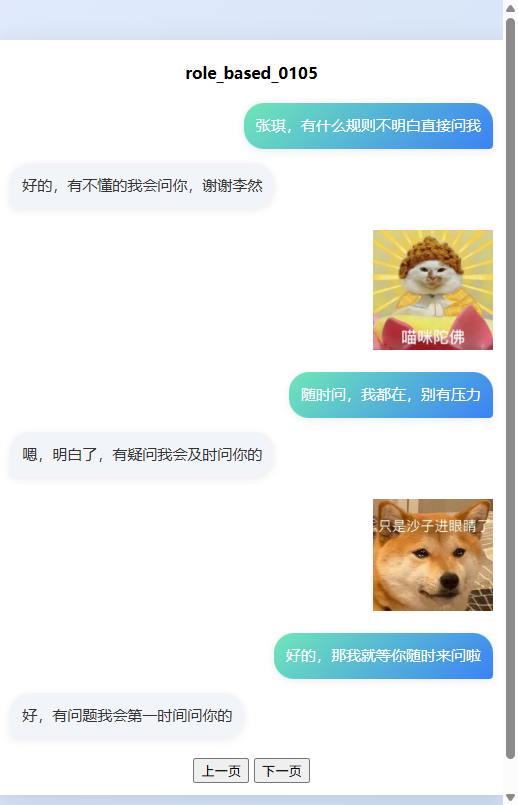 role_based_0105
张琪，有什么规则不明白直接问我
好的，有不懂的我会问你，谢谢李然
喵咪陀佛
随时问，我都在，别有压力
嗯，明白了，有疑问我会及时问你的
只是沙子进眼睛了
好的，那我就等你随时来问啦
好，有问题我会第一时间问你的
上一页 下一页